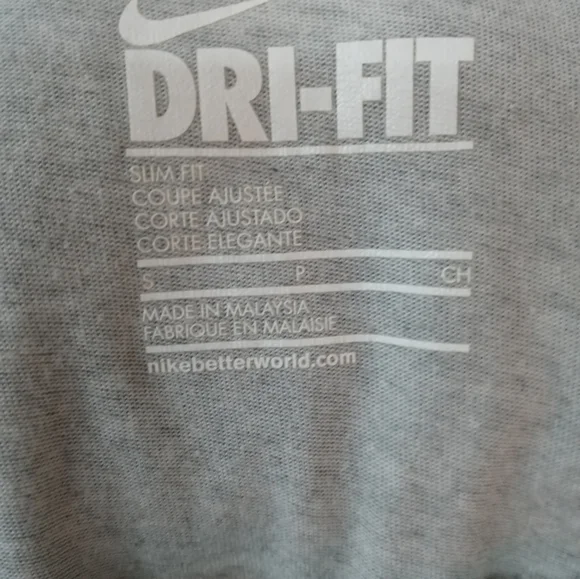 DRI-FIT
SLIM FIT
COUPE AJUSTÉE
CORTE AJUSTADO
CORTE ELEGANTE
S P CH
MADE IN MALAYSIA
FABRIQUE EN MALAISIE
nikebetterworld.com